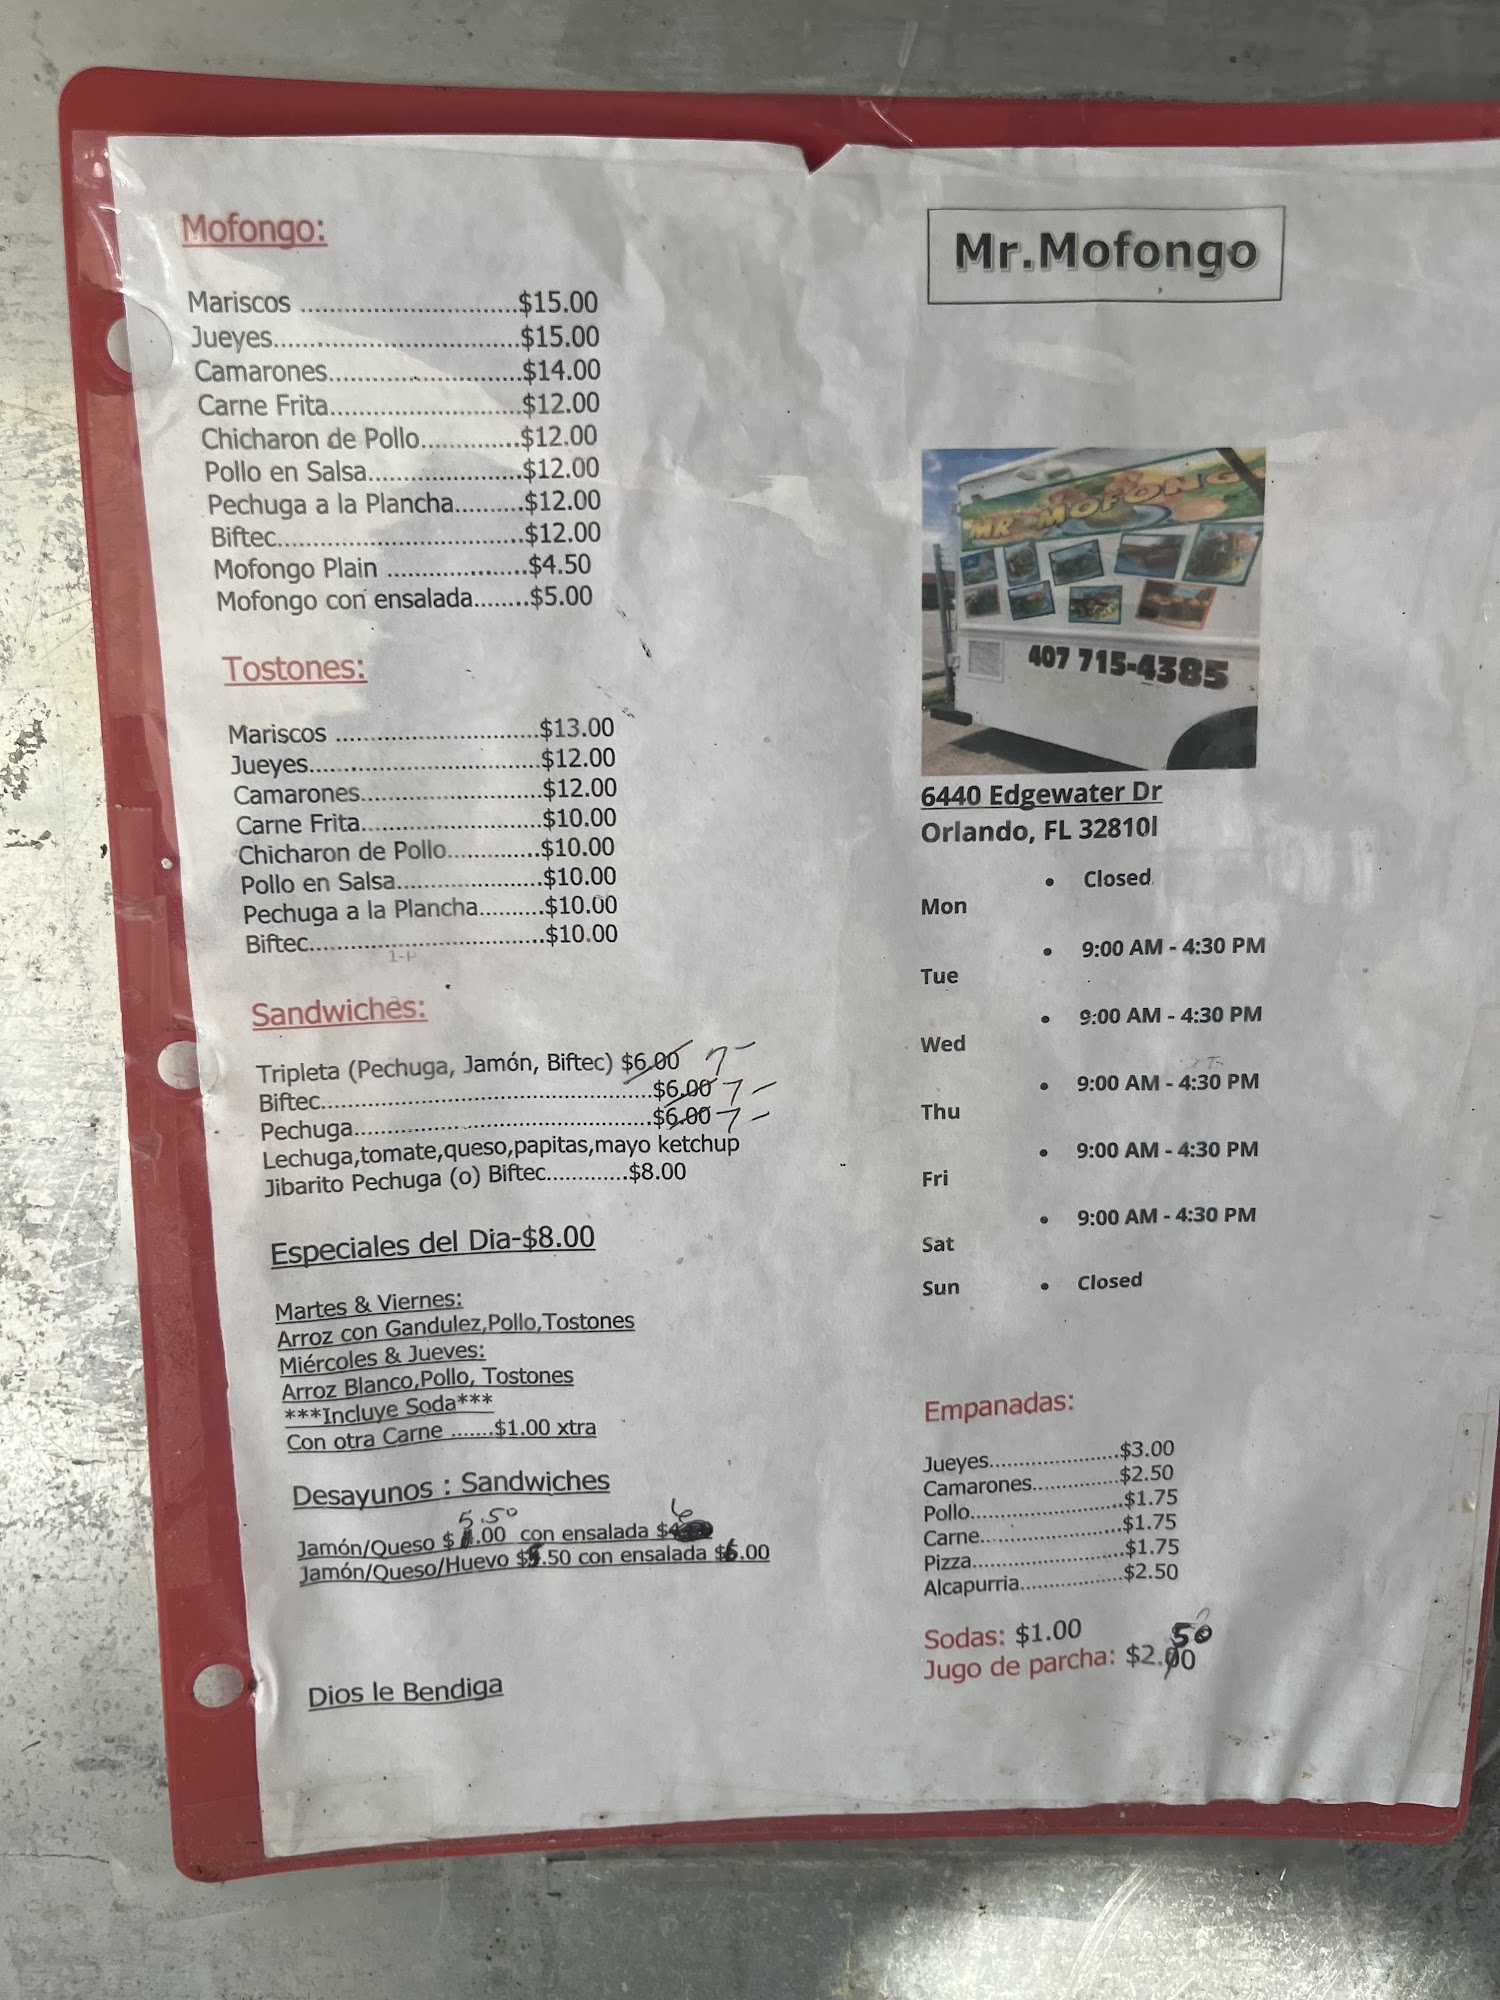 Mofongo:
Mariscos ..........................$15.00
Jueyes..............................$15.00
Camarones.......................$14.00
Carne Frita.......................$12.00
Chicharon de Pollo............$12.00
Pollo en Salsa...................$12.00
Pechuga a la Plancha.........$12.00
Biftec..............................$12.00
Mofongo Plain .................$4.50
Mofongo con ensalada.......$5.00
Tostones:
Mariscos ..........................$13.00
Jueyes.............................$12.00
Camarones.......................$12.00
Carne Frita.......................$10.00
Chicharon de Pollo............$10.00
Pollo en Salsa...................$10.00
Pechuga a la Plancha.........$10.00
Biftec..............................$10.00
Sandwiches:
Tripleta (Pechuga, Jamón, Biftec) $6.00 7-
Biftec..............................................$6.00 7-
Pechuga..........................................$6.00 7-
Lechuga,tomate,queso,papitas,mayo ketchup
Jibarito Pechuga (o) Biftec............$8.00
Especiales del Dia-$8.00
Martes & Viernes:
Arroz con Gandulez,Pollo,Tostones
Miércoles & Jueves:
Arroz Blanco,Pollo, Tostones
***Incluye Soda***
Con otra Carne .......$1.00 xtra
Desayunos : Sandwiches
5.50 6
Jamón/Queso $ .00 con ensalada $
Jamón/Queso/Huevo $ .50 con ensalada $6.00
Dios le Bendiga
Mr.Mofongo
MR MOFONG
407 715-4385
6440 Edgewater Dr
Orlando, FL 32810l
• Closed
Mon
• 9:00 AM - 4:30 PM
Tue
• 9:00 AM - 4:30 PM
Wed
• 9:00 AM - 4:30 PM
Thu
• 9:00 AM - 4:30 PM
Fri
• 9:00 AM - 4:30 PM
Sat
Sun • Closed
Empanadas:
Jueyes....................$3.00
Camarones..............$2.50
Pollo.......................$1.75
Carne.....................$1.75
Pizza......................$1.75
Alcapurria................$2.50
Sodas: $1.00
50
Jugo de parcha: $2.00